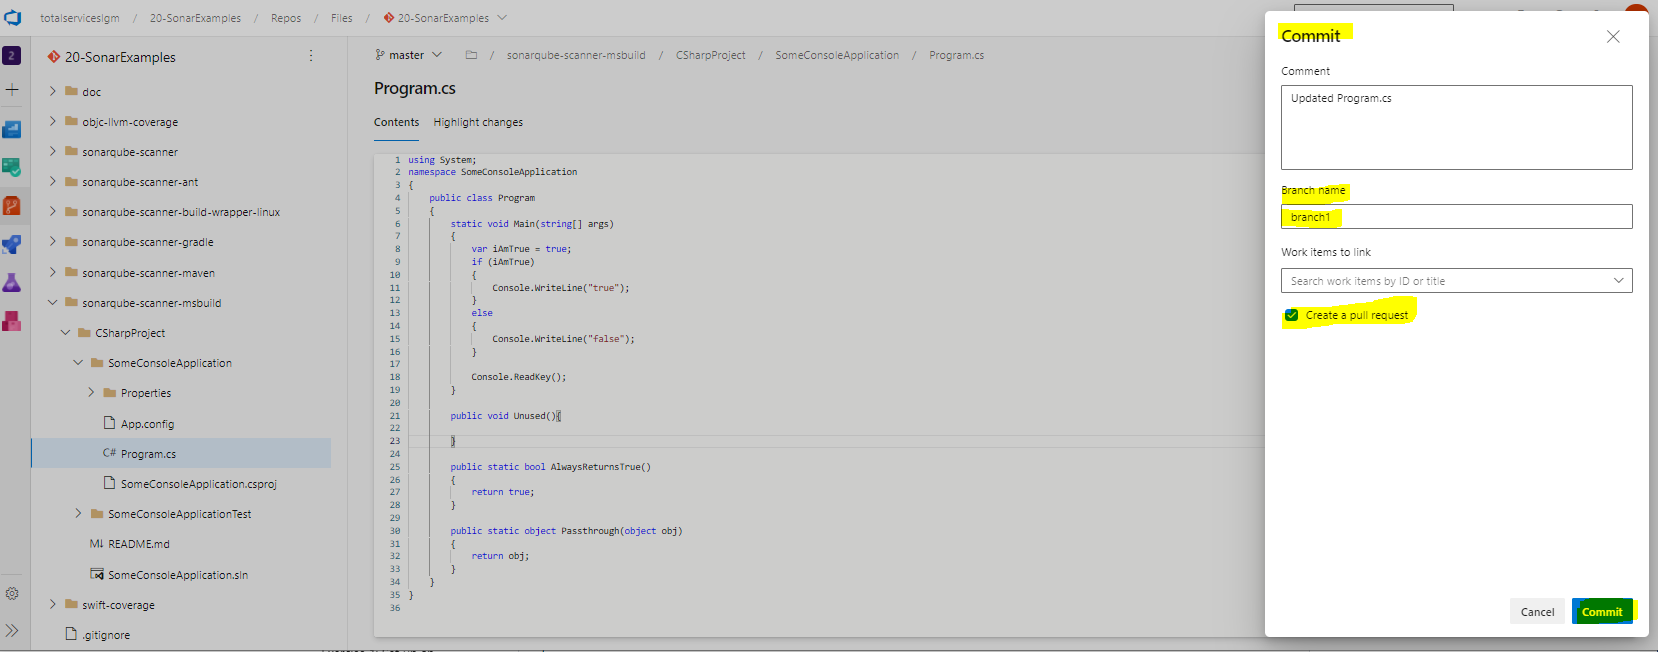 totalserviceslgm / 20-SonarExamples / Repos / Files / 20-SonarExamples
2
20-SonarExamples
doc
objc-llvm-coverage
sonarqube-scanner
sonarqube-scanner-ant
sonarqube-scanner-build-wrapper-linux
sonarqube-scanner-gradle
sonarqube-scanner-maven
sonarqube-scanner-msbuild
CSharpProject
SomeConsoleApplication
Properties
App.config
C# Program.cs
SomeConsoleApplication.csproj
SomeConsoleApplicationTest
M↓ README.md
SomeConsoleApplication.sln
swift-coverage
.gitignore
master / sonarqube-scanner-msbuild / CSharpProject / SomeConsoleApplication / Program.cs
Program.cs
Contents Highlight changes
1 using System;
2 namespace SomeConsoleApplication
3 {
4 public class Program
5 {
6 static void Main(string[] args)
7 {
8 var iAmTrue = true;
9 if (iAmTrue)
10 {
11 Console.WriteLine("true");
12 }
13 else
14 {
15 Console.WriteLine("false");
16 }
17
18 Console.ReadKey();
19 }
20
21 public void Unused(){
22
23 }
24
25 public static bool AlwaysReturnsTrue()
26 {
27 return true;
28 }
29
30 public static object Passthrough(object obj)
31 {
32 return obj;
33 }
34 }
35 }
36
Commit
Comment
Updated Program.cs
Branch name
branch1
Work items to link
Search work items by ID or title
Create a pull request
Cancel Commit